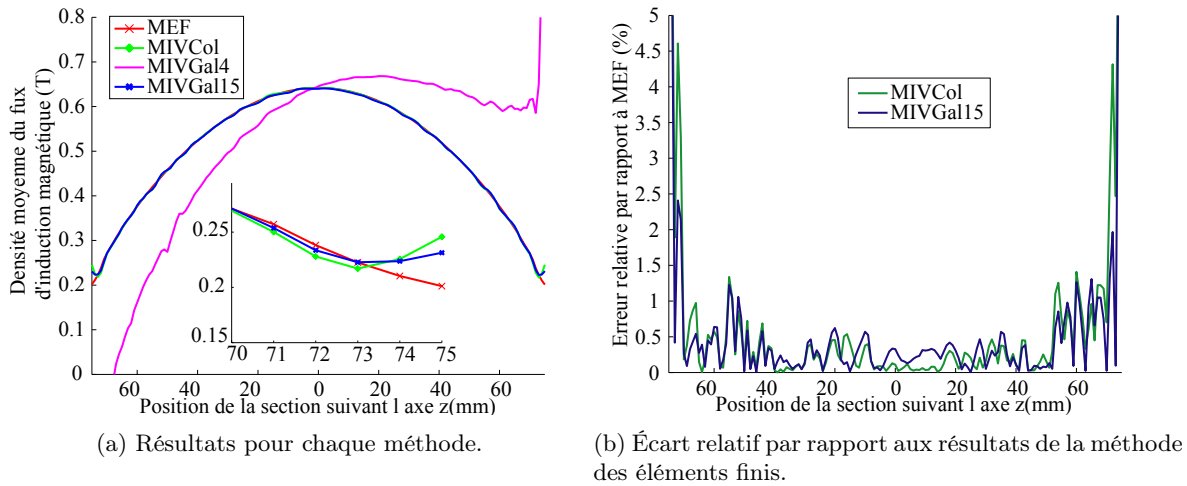 0.8
0.7
0.6
0.5
0.4
0.3
0.2
0.1
0
Densité moyenne du fux
d'induction magnétique (T)
MEF
MIVCol
MIVGal4
MIVGal15
0.25
0.2
0.15
70 71 72 73 74 75
60 40 20 0 20 40 60
Position de la section suivant l axe z(mm)
(a) Résultats pour chaque méthode.
5
4.5
4
3.5
3
2.5
2
1.5
1
0.5
0
Erreur relative par rapport à MEF (%)
MIVCol
MIVGal15
60 40 20 0 20 40 60
Position de la section suivant l axe z(mm)
(b) Écart relatif par rapport aux résultats de la méthode
des éléments finis.